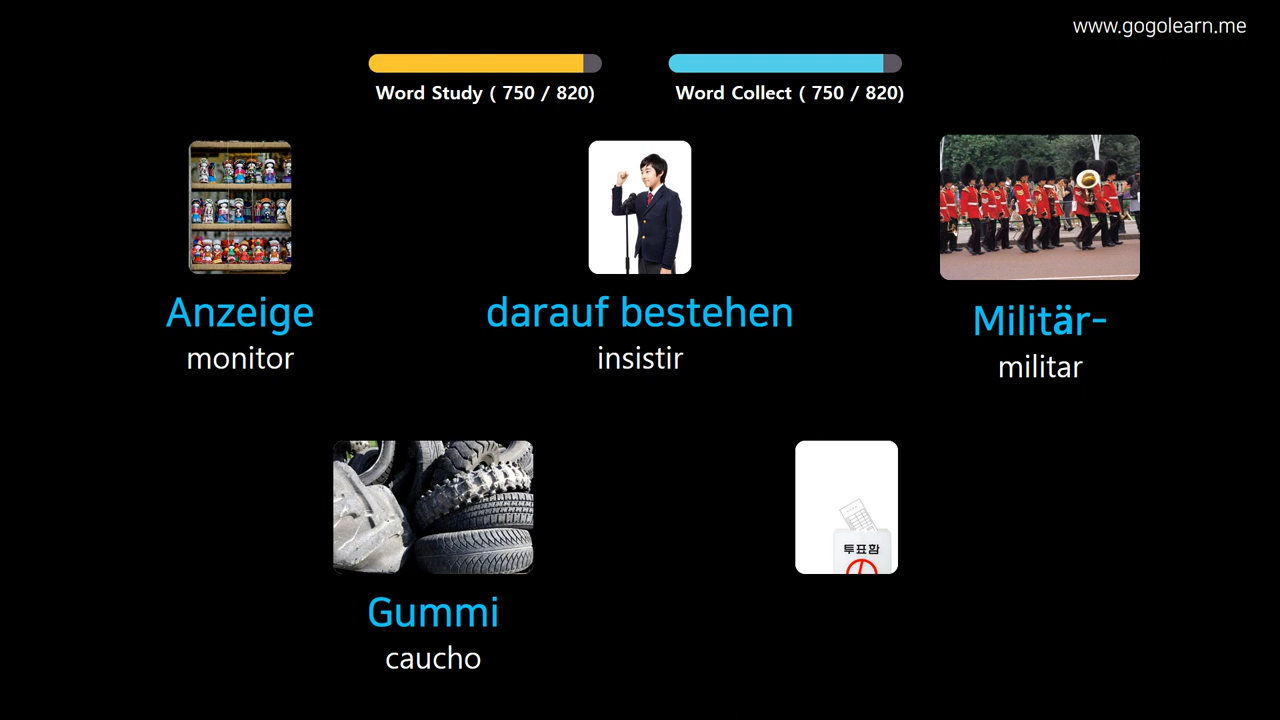 www.gogolearn.me
Word Study ( 750 / 820)
Word Collect ( 750 / 820)
Anzeige
monitor
darauf bestehen
insistir
Militär-
militar
Gummi
caucho
투표함